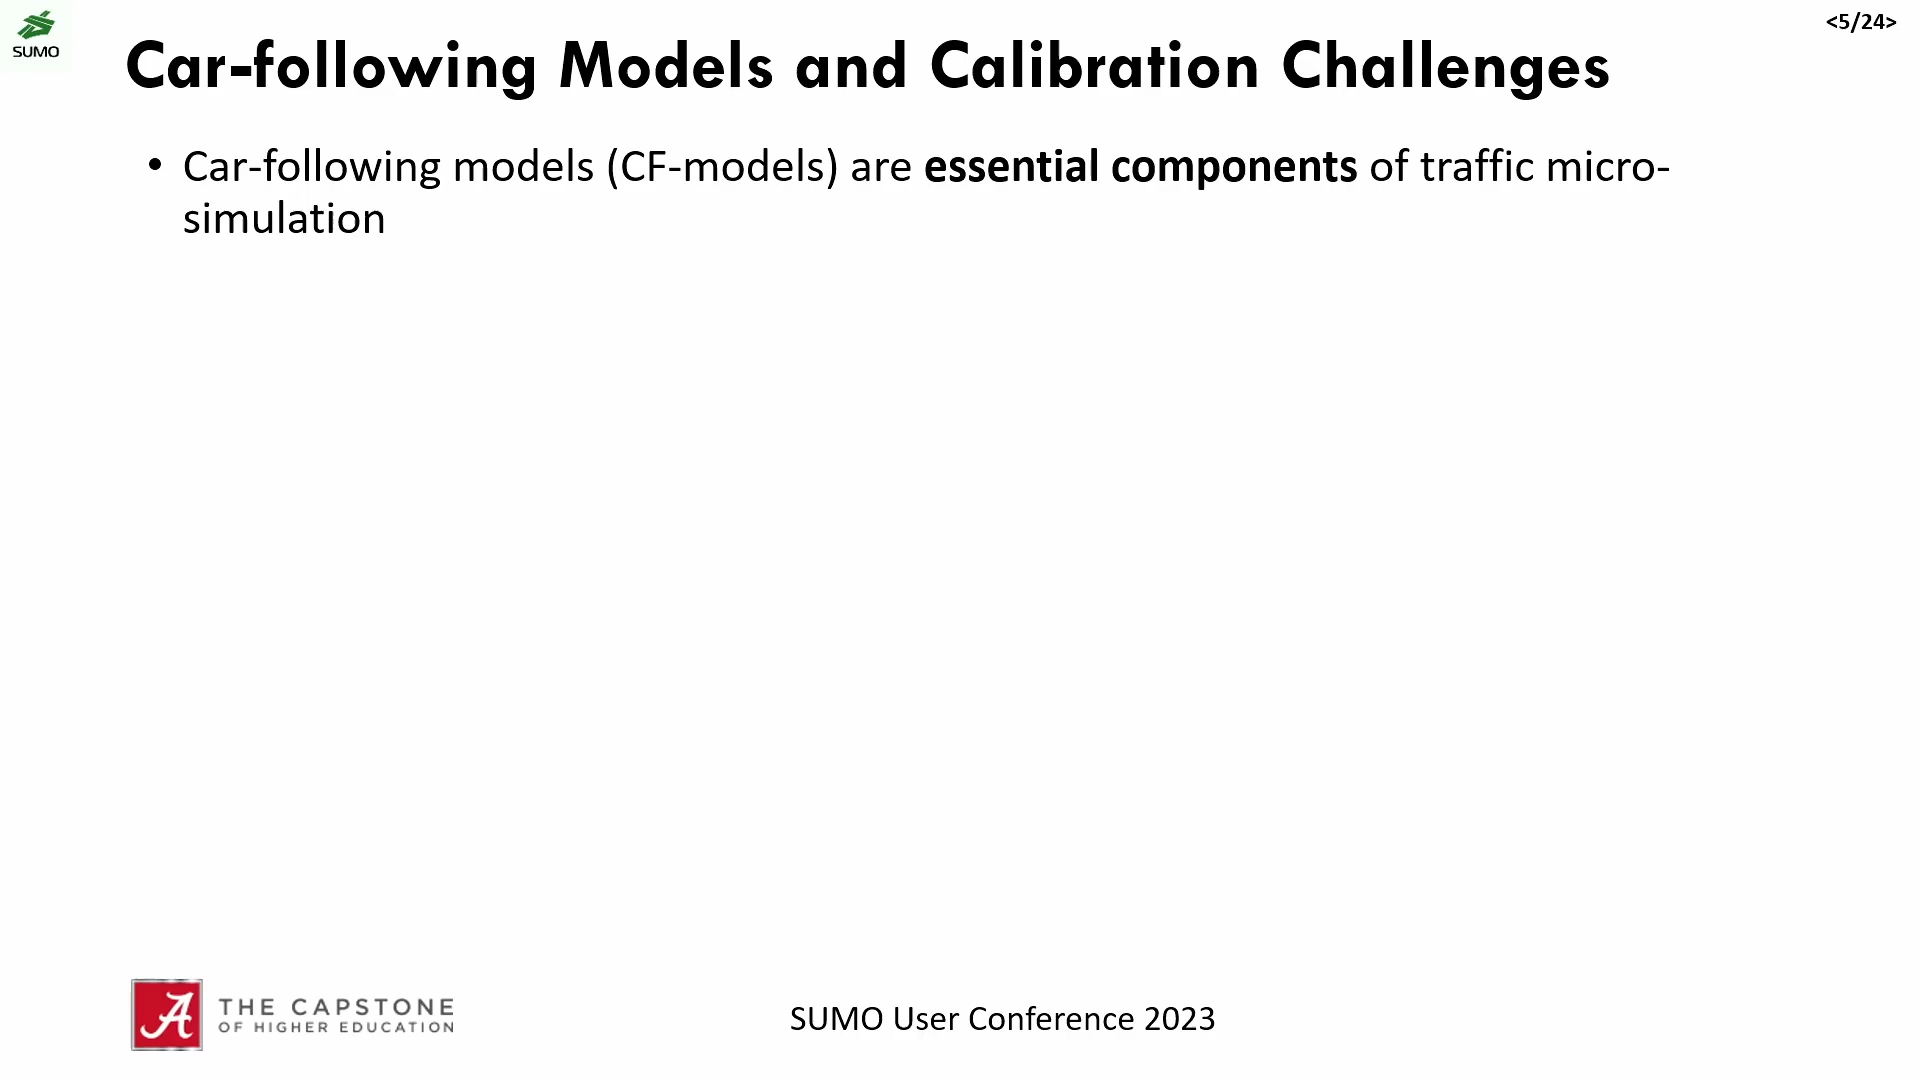 SUMO
<5/24>
Car-following Models and Calibration Challenges
• Car-following models (CF-models) are essential components of traffic micro-
simulation
A THE CAPSTONE
OF HIGHER EDUCATION
SUMO User Conference 2023